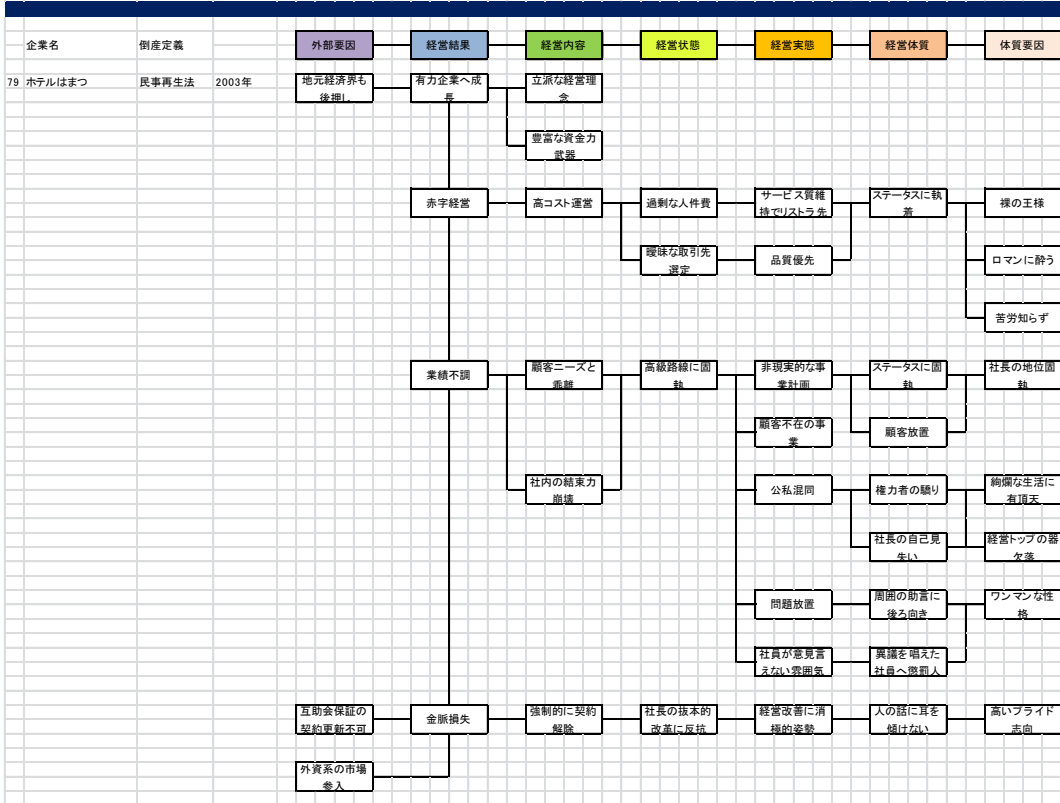 企業名 倒産定義 外部要因 経営結果 経営内容 経営状態 経営実態 経営体質 体質要因
79 ホテルはまつ 民事再生法 2003年
地元経済界も
後押し
有力企業へ成
長
立派な経営理
念
豊富な資金力
武器
赤字経営
高コスト運営
過剰な人件費
サービス質維
持でリストラ先
ステータスに執
着
裸の王様
曖昧な取引先
選定
品質優先
ロマンに酔う
苦労知らず
業績不調
顧客ニーズと
乖離
高級路線に固
執
非現実的な事
業計画
ステータスに固
執
社長の地位固
執
顧客不在の事
業
顧客放置
社内の結束力
崩壊
公私混同
権力者の驕り
絢爛な生活に
有頂天
社長の自己見
失い
経営トップの器
欠落
問題放置
周囲の助言に
後ろ向き
ワンマンな性
格
社員が意見言
えない雰囲気
異議を唱えた
社員へ懲罰人
互助会保証の
契約更新不可
金脈損失
強制的に契約
解除
社長の抜本的
改革に反抗
経営改善に消
極的姿勢
人の話に耳を
傾けない
高いプライド
志向
外資系の市場
参入